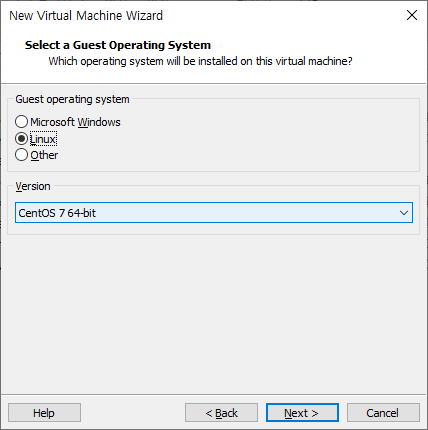 New Virtual Machine Wizard
Select a Guest Operating System
Which operating system will be installed on this virtual machine?
Guest operating system
Microsoft Windows
Linux
Other
Version
CentOS 7 64-bit
Help
< Back
Next >
Cancel